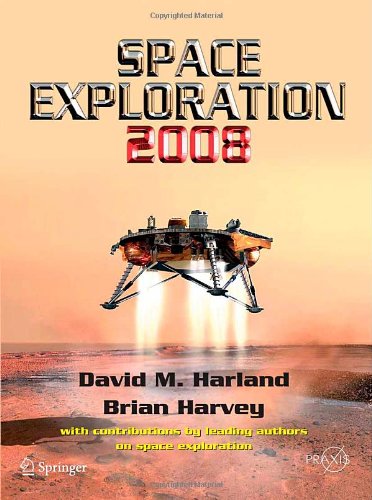 SPACE
EXPLORATION
2008
David M. Harland
Brian Harvey
with contributions by leading authors
on space exploration
Springer
PRAXIS